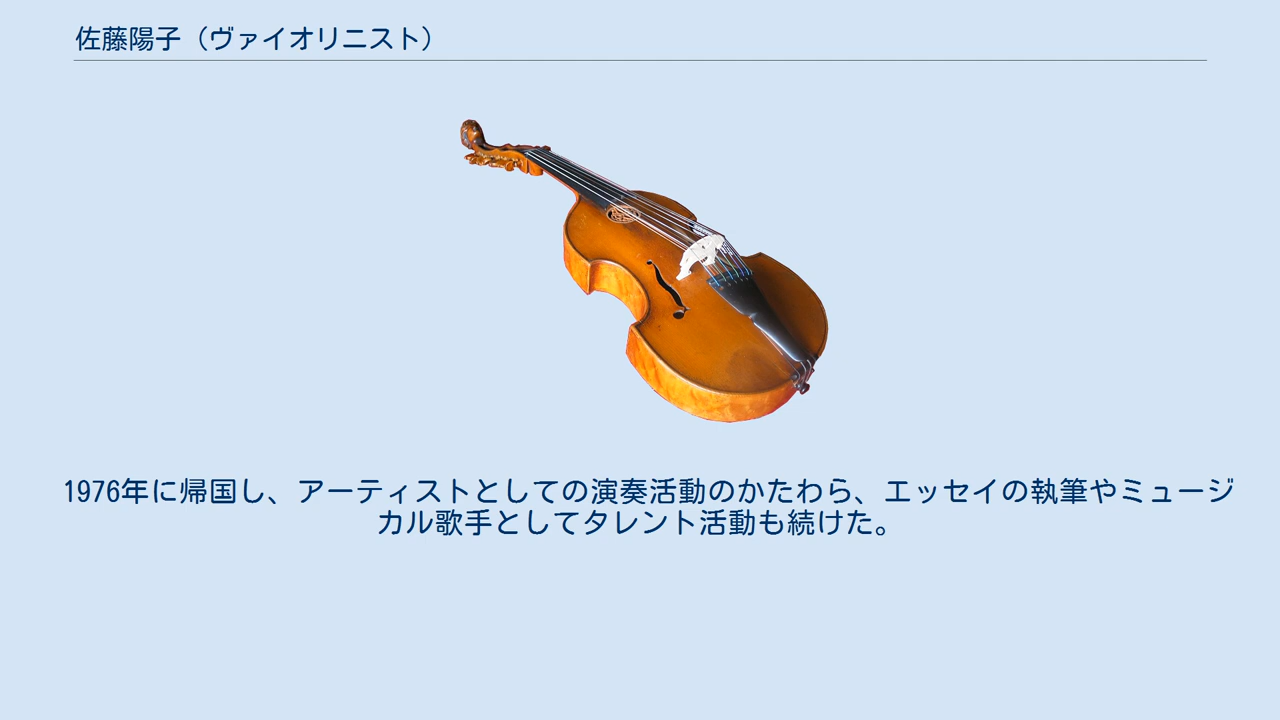 佐藤陽子（ヴァイオリニスト）
1976年に帰国し、アーティストとしての演奏活動のかたわら、エッセイの執筆やミュージ
カル歌手としてタレント活動も続けた。